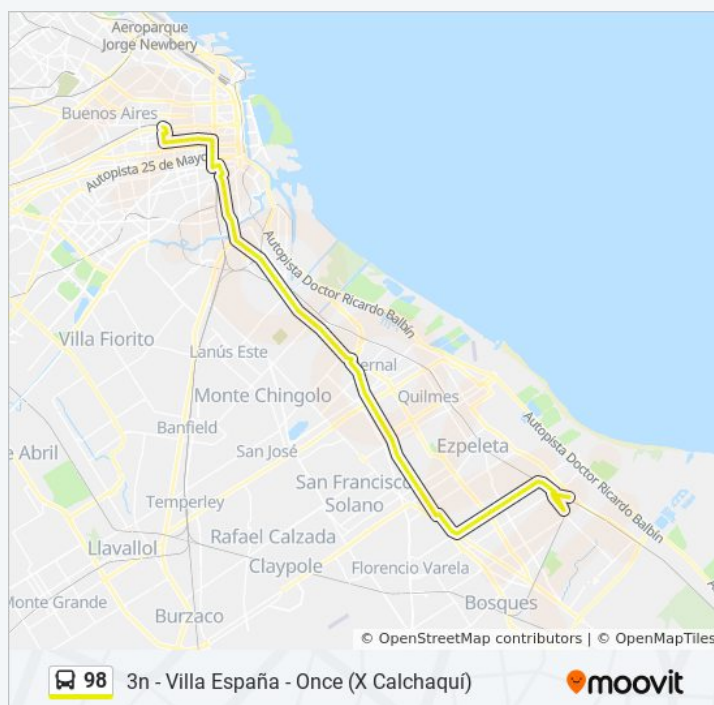 Aeroparque
Jorge Newbery
Buenos Aires
Autopista 25 de Mayo
Autopista Doctor Ricardo Balbín
Villa Fiorito
Lanús Este
ernal
Monte Chingolo
Quilmes
Banfield
Autopista Doctor Ricardo Balbín
Ezpeleta
e Abril
San José
San Francisco
Solano
Temperley
Rafael Calzada
Llavallol
Claypole
Florencio Varela
Monte Grande
Bosques
Burzaco
© OpenStreetMap contributors | © OpenMapTiles
98 3n - Villa España - Once (X Calchaquí)
moovit